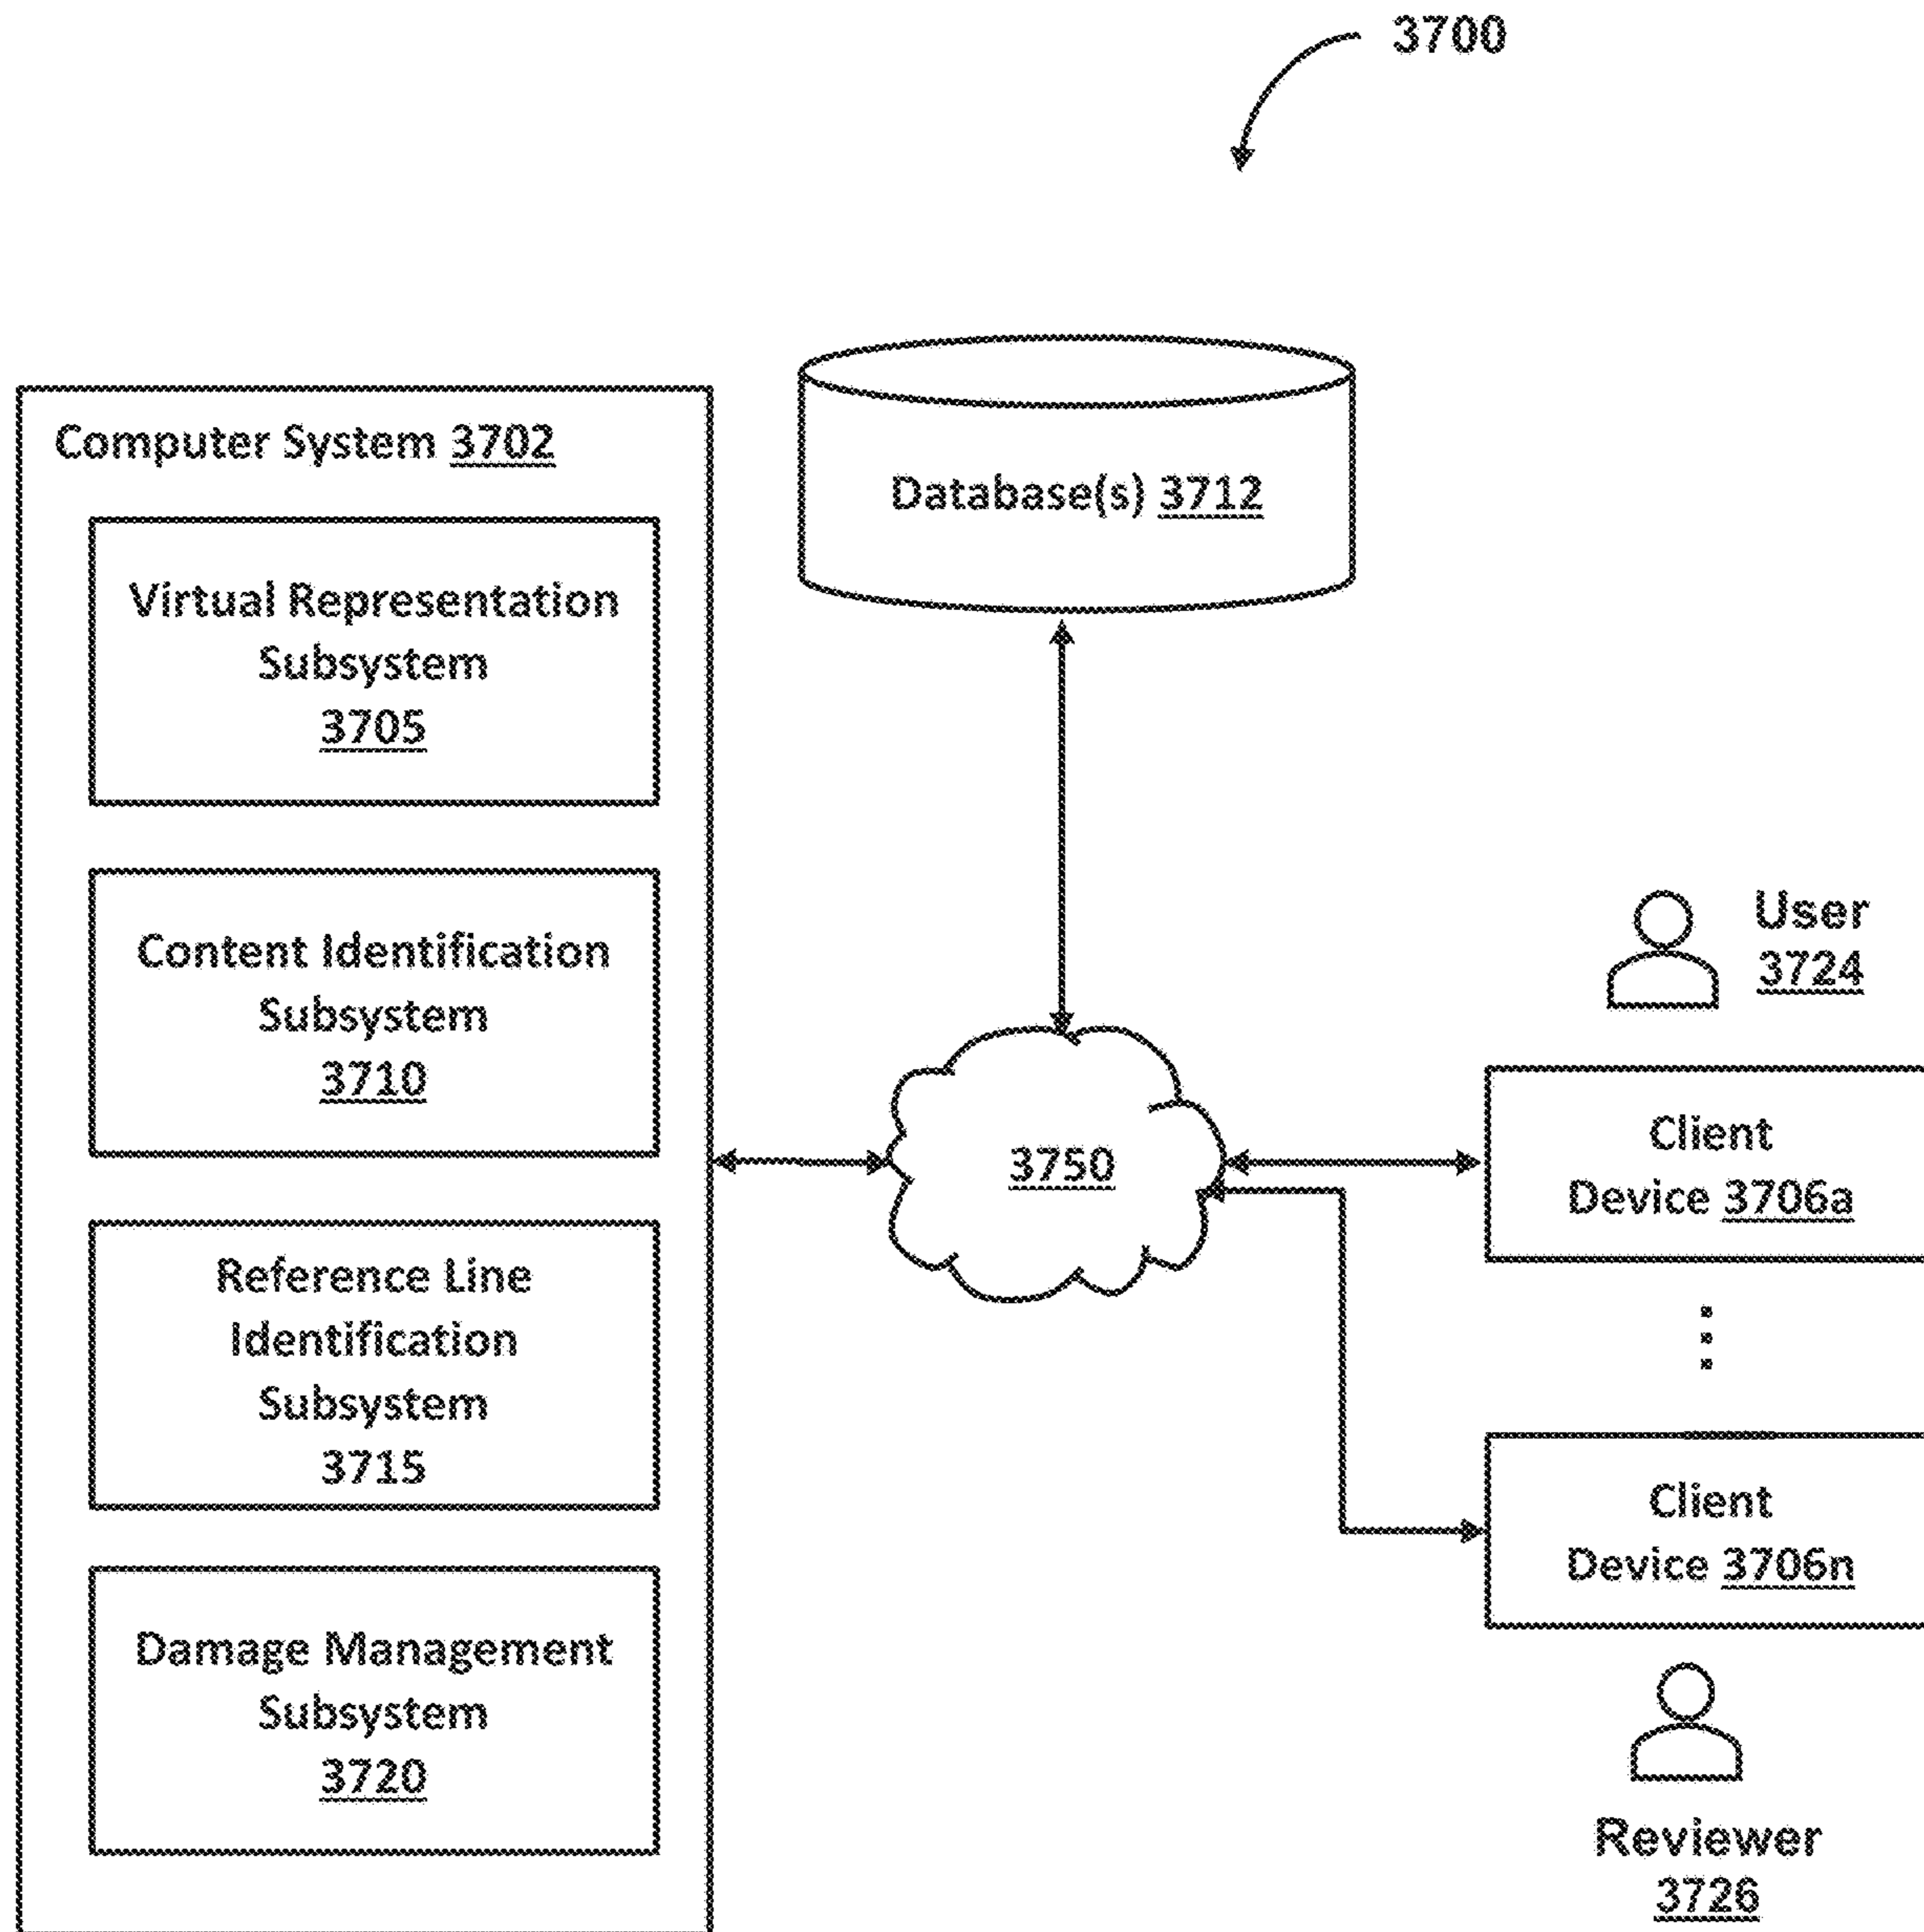 3700
Computer System 3702
Virtual Representation
Subsystem
3705
Content Identification
Subsystem
3710
Reference Line
Identification
Subsystem
3715
Damage Management
Subsystem
3720
Database(s) 3712
3750
User
3724
Client
Device 3706a
Client
Device 3706n
Reviewer
3726